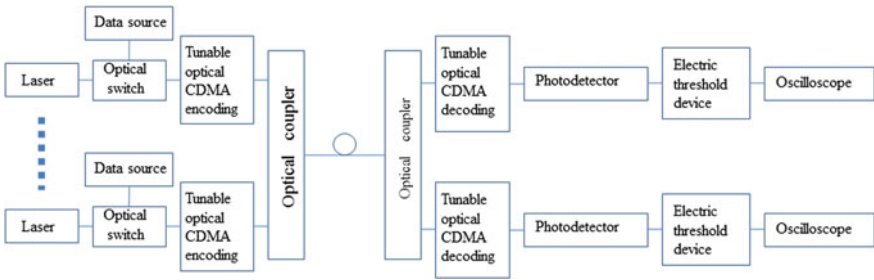 Data source
Laser
Optical
switch
Tunable
optical
CDMA
encoding
Optical coupler
Optical coupler
Tunable
optical
CDMA
decoding
Photodetector
Electric
threshold
device
Oscilloscope
Data source
Laser
Optical
switch
Tunable
optical
CDMA
encoding
Tunable
optical
CDMA
decoding
Photodetector
Electric
threshold
device
Oscilloscope